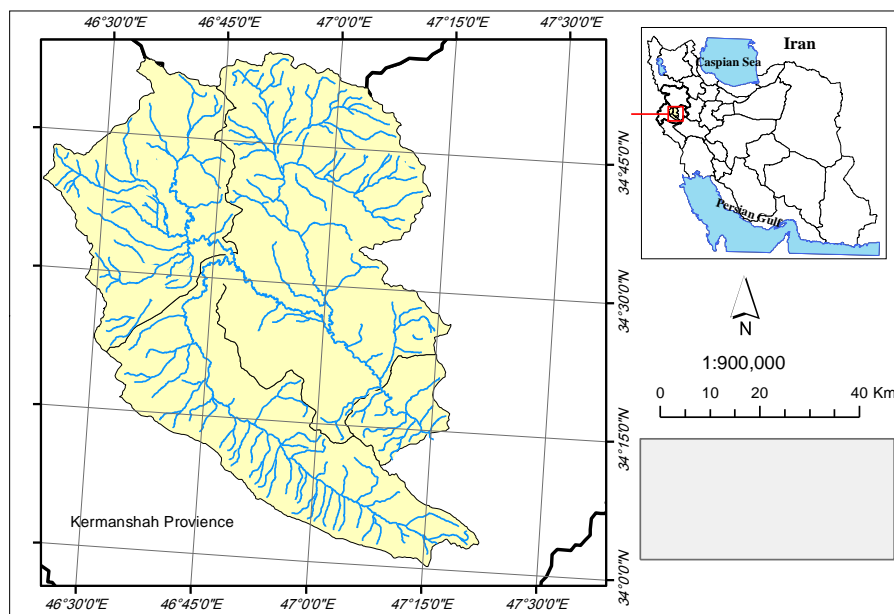 46°30'0"E 46°45'0"E 47°0'0"E 47°15'0"E 47°30'0"E
34°45'0"N
34°30'0"N
34°15'0"N
34°0'0"N
Kermanshah Provience
46°30'0"E 46°45'0"E 47°0'0"E 47°15'0"E 47°30'0"E
Iran
Caspian Sea
Persian Gulf
N
1:900,000
0 10 20 40 Km